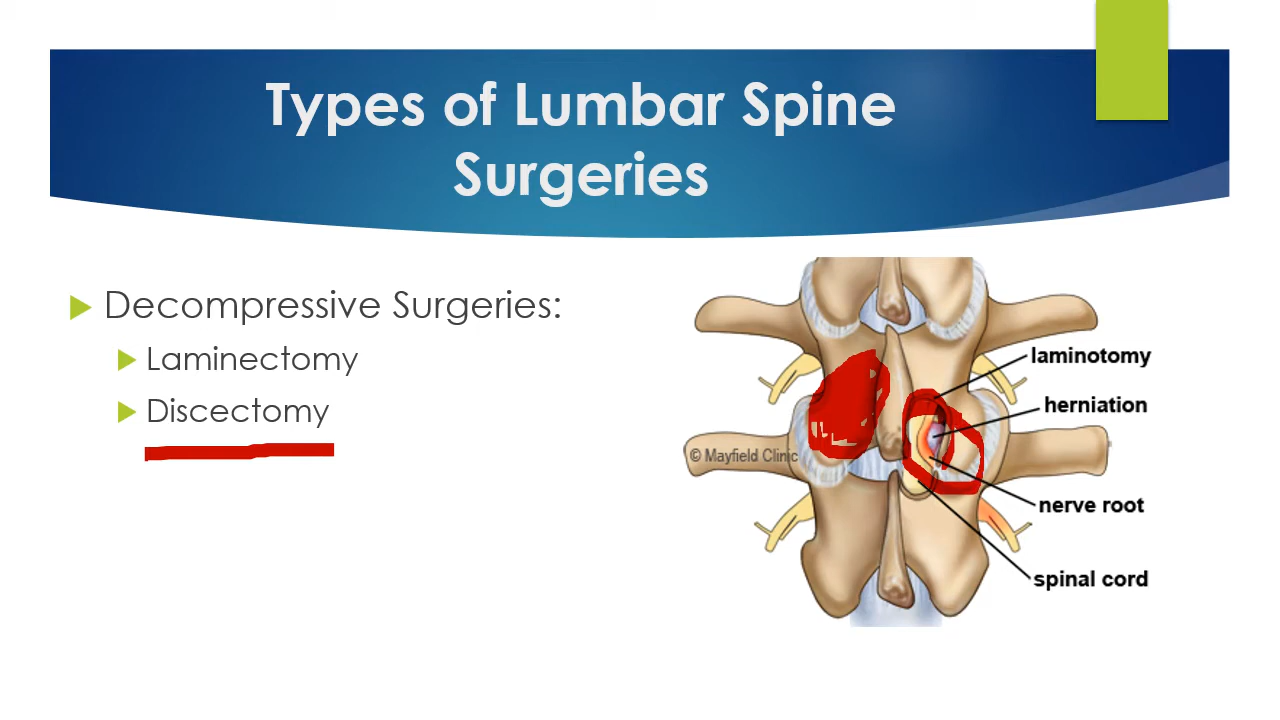 Types of Lumbar Spine
Surgeries
Decompressive Surgeries:
Laminectomy
Discectomy
laminotomy
herniation
© Mayfield Clinic
nerve root
spinal cord